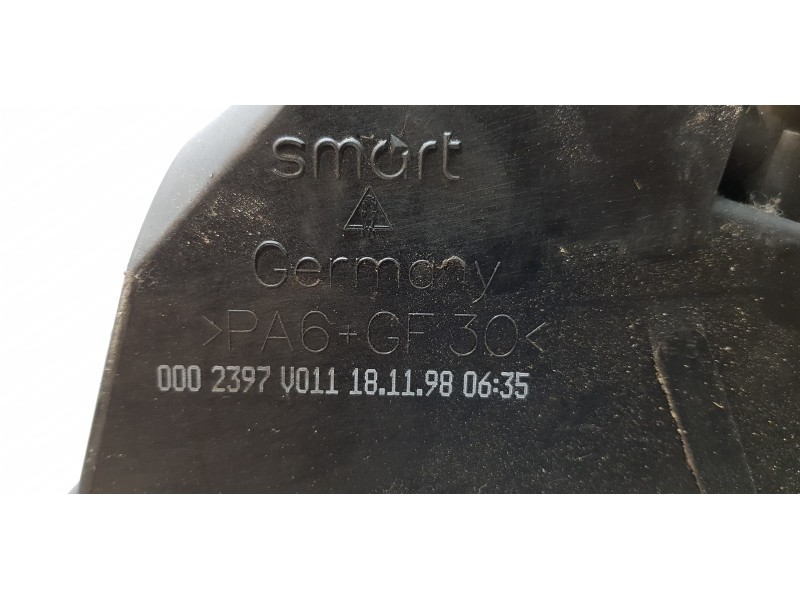 smart
Germany
>PA6+GF30<
000 2397 V011 18.11.98 06:35